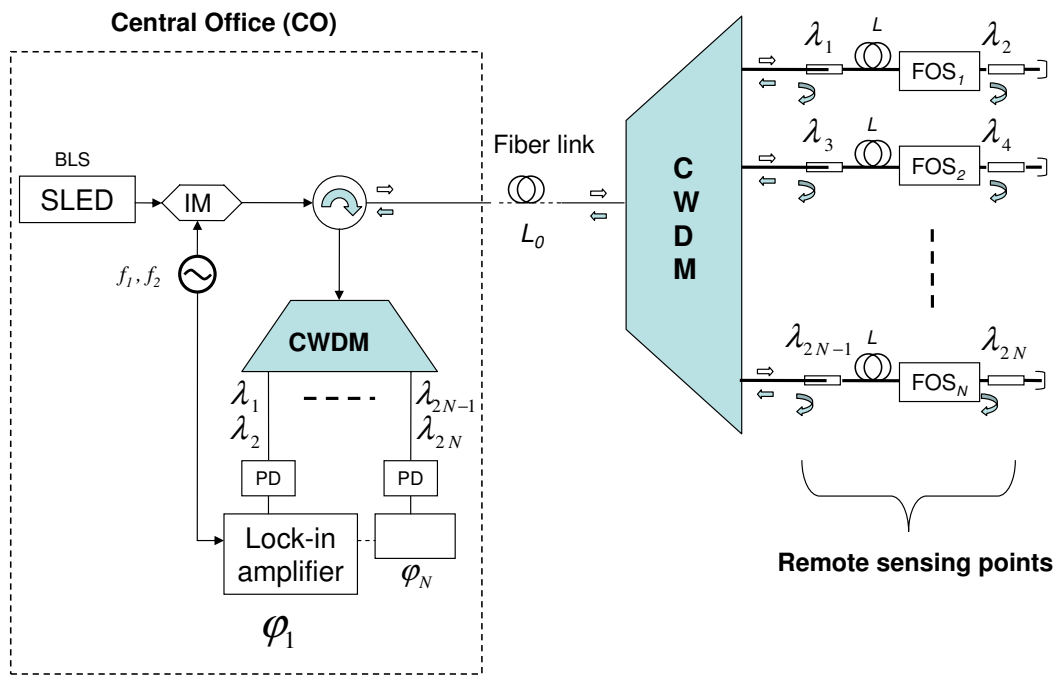 Central Office (CO)
BLS
SLED
IM
f₁, f₂
CWDM
λ₁
λ₂
λ₂N₋₁
λ₂N
PD
PD
Lock-in
amplifier
φN
φ₁
Fiber link
L₀
C
W
D
M
λ₁
L
FOS₁
λ₂
λ₃
L
FOS₂
λ₄
λ₂N₋₁
L
FOSN
λ₂N
Remote sensing points